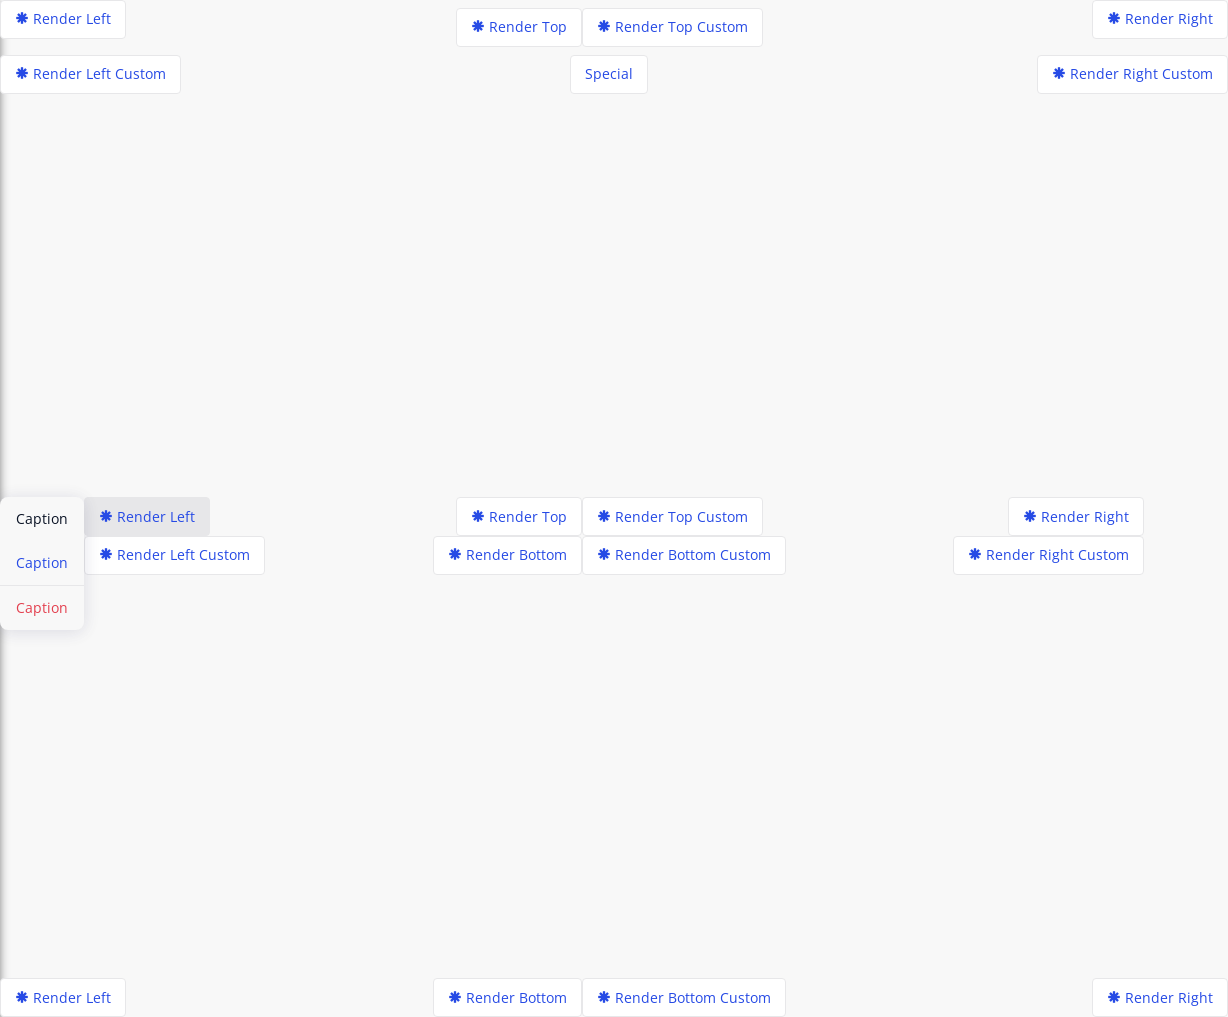 Render Left
Render Top
Render Top Custom
Render Right
Render Left Custom
Special
Render Right Custom
Caption
Render Left
Render Top
Render Top Custom
Render Right
Caption
Render Left Custom
Render Bottom
Render Bottom Custom
Render Right Custom
Caption
Render Left
Render Bottom
Render Bottom Custom
Render Right